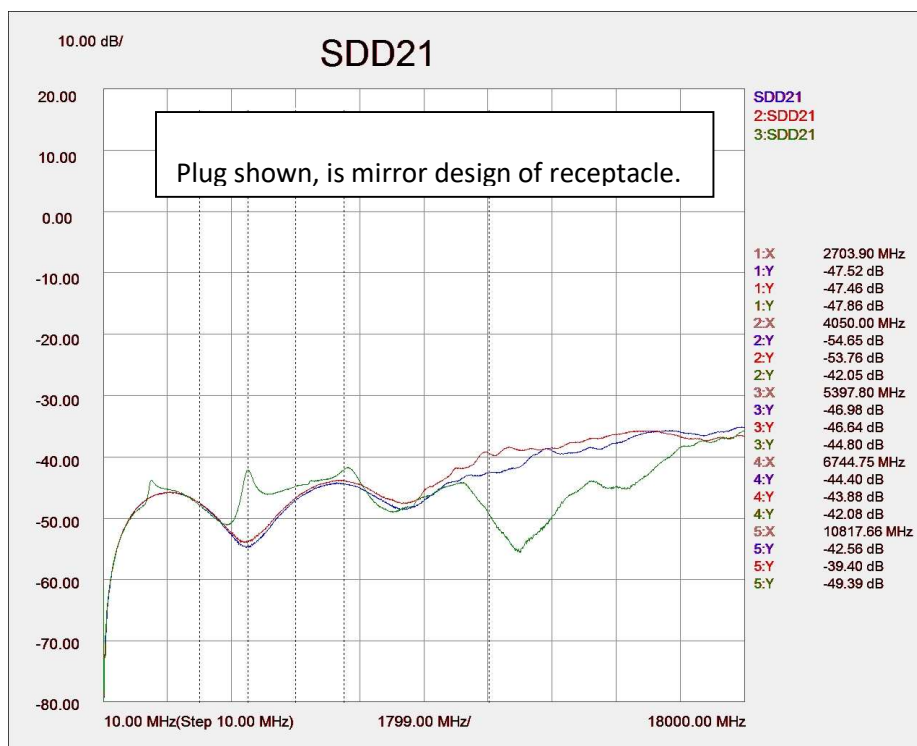 10.00 dB/
SDD21
20.00
10.00
0.00
-10.00
-20.00
-30.00
-40.00
-50.00
-60.00
-70.00
-80.00
Plug shown, is mirror design of receptacle.
SDD21
2:SDD21
3:SDD21
1:X 2703.90 MHz
1:Y -47.52 dB
1:Y -47.46 dB
1:Y -47.86 dB
2:X 4050.00 MHz
2:Y -54.65 dB
2:Y -53.76 dB
2:Y -42.05 dB
3:X 5397.80 MHz
3:Y -46.98 dB
3:Y -46.64 dB
3:Y -44.80 dB
4:X 6744.75 MHz
4:Y -44.40 dB
4:Y -43.88 dB
4:Y -42.08 dB
5:X 10817.66 MHz
5:Y -42.56 dB
5:Y -39.40 dB
5:Y -49.39 dB
10.00 MHz(Step 10.00 MHz) 1799.00 MHz/ 18000.00 MHz